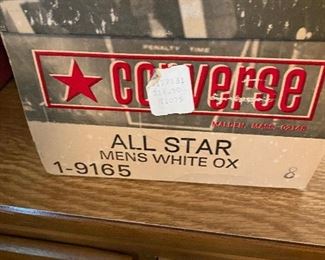 PENALTY TIME
converse
MALDEN, MASS. 02148
ALL STAR
MENS WHITE OX
1-9165
8